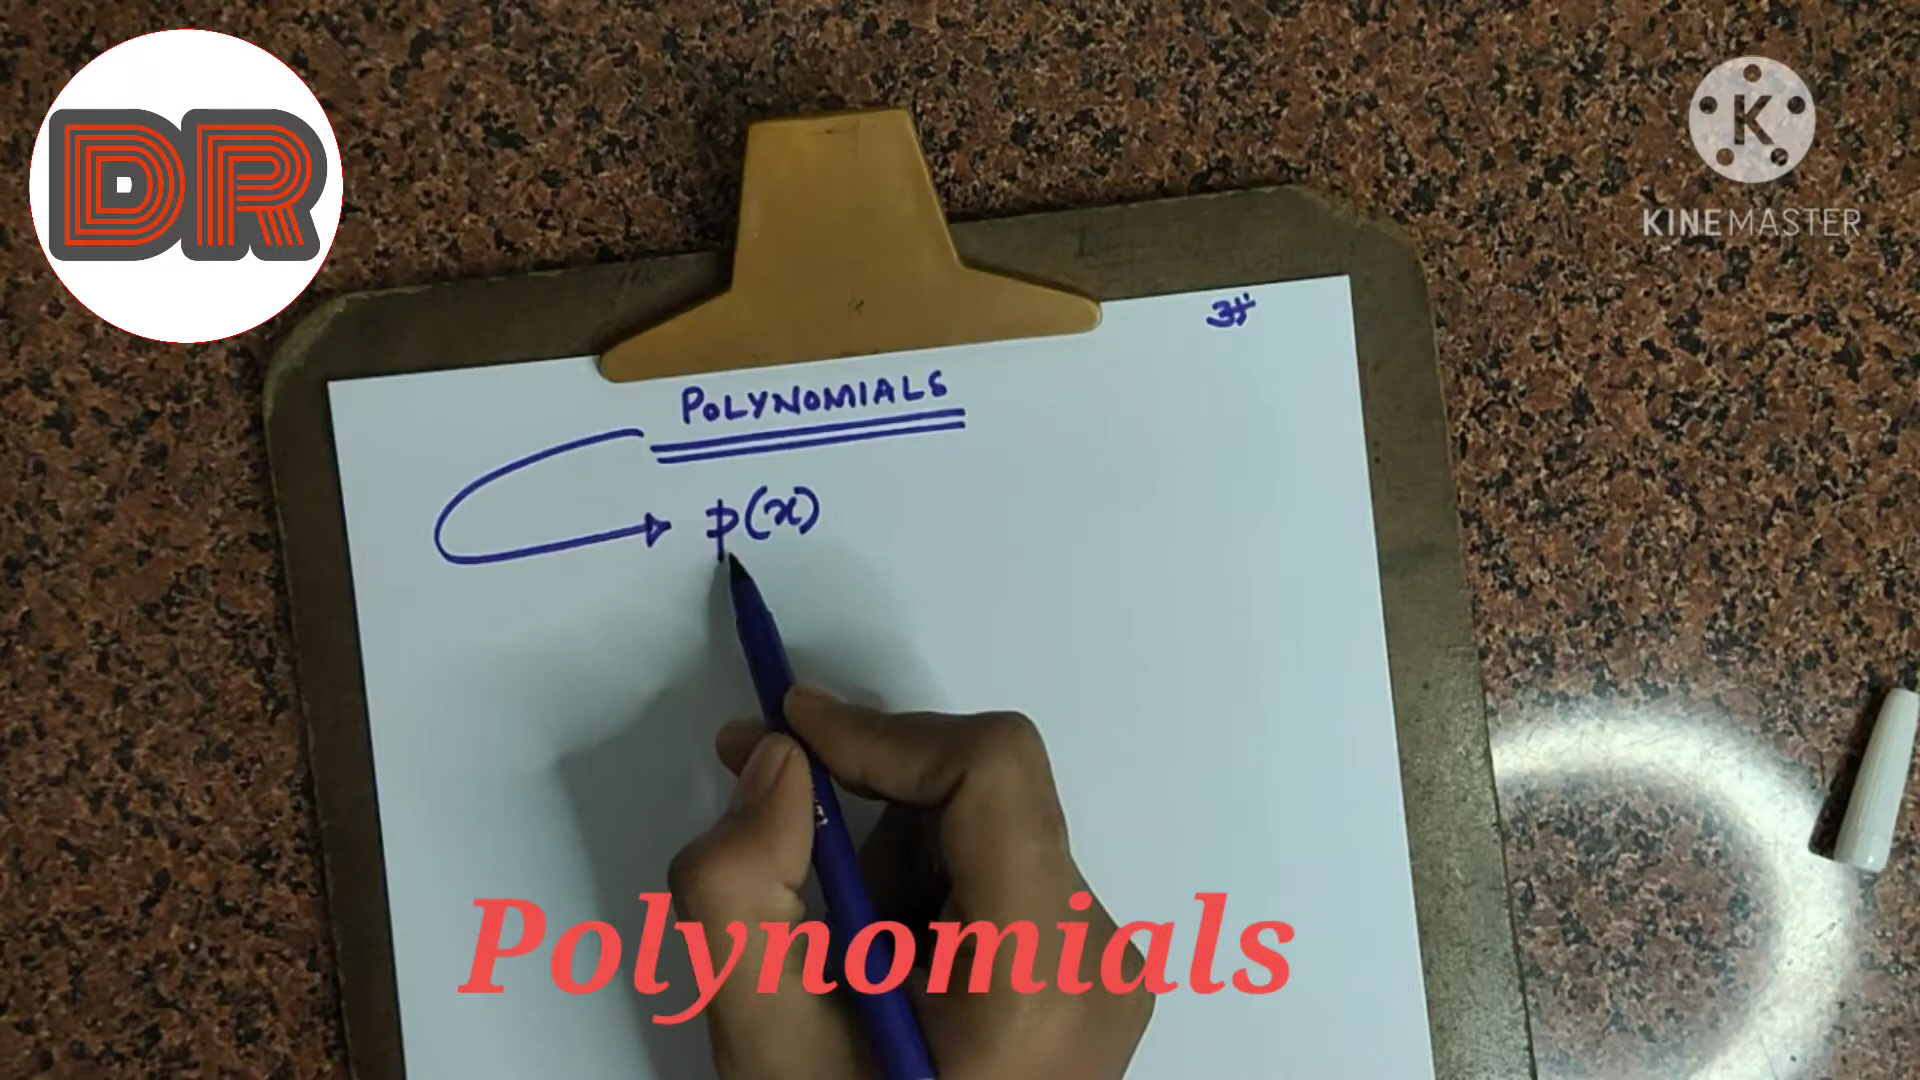 DR
K
KINEMASTER
ॐ
POLYNOMIALS
p(x)
Polynomials